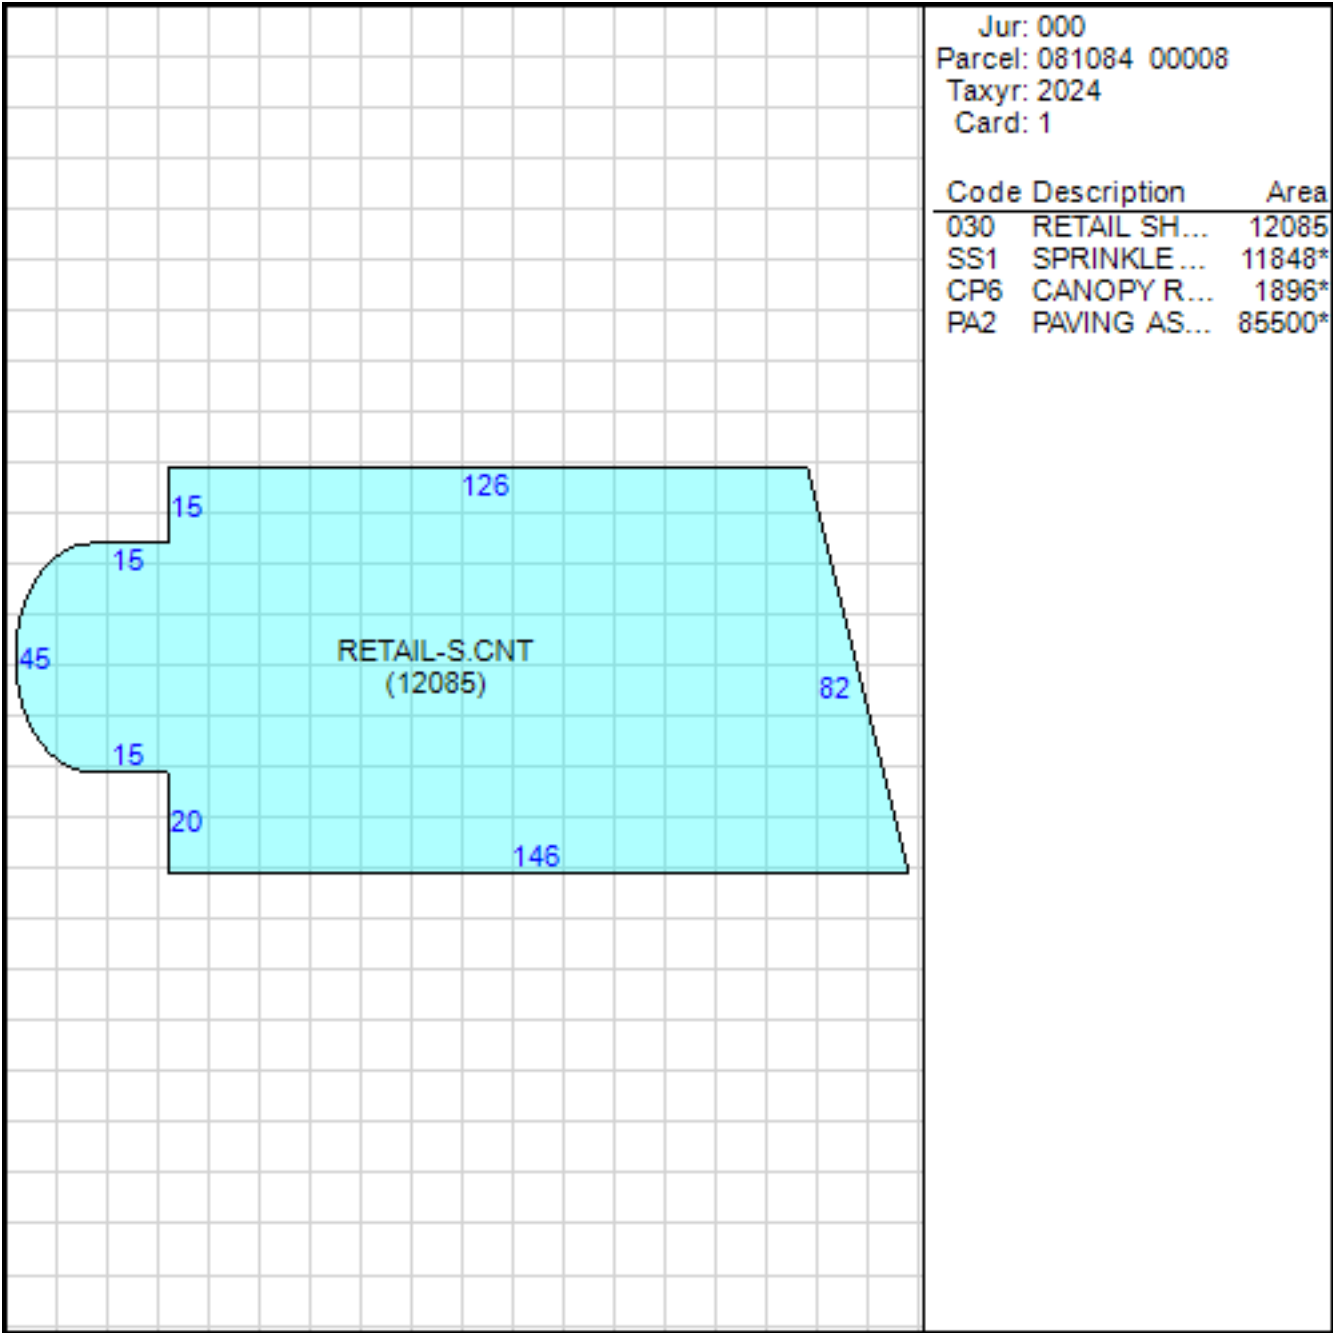 Jur: 000
Parcel: 081084 00008
Taxyr: 2024
Card: 1
Code Description Area
030 RETAIL SH... 12085
SS1 SPRINKLE... 11848*
CP6 CANOPY R... 1896*
PA2 PAVING AS... 85500*
126
15
15
RETAIL-S.CNT
45
(12085)
82
15
20
146